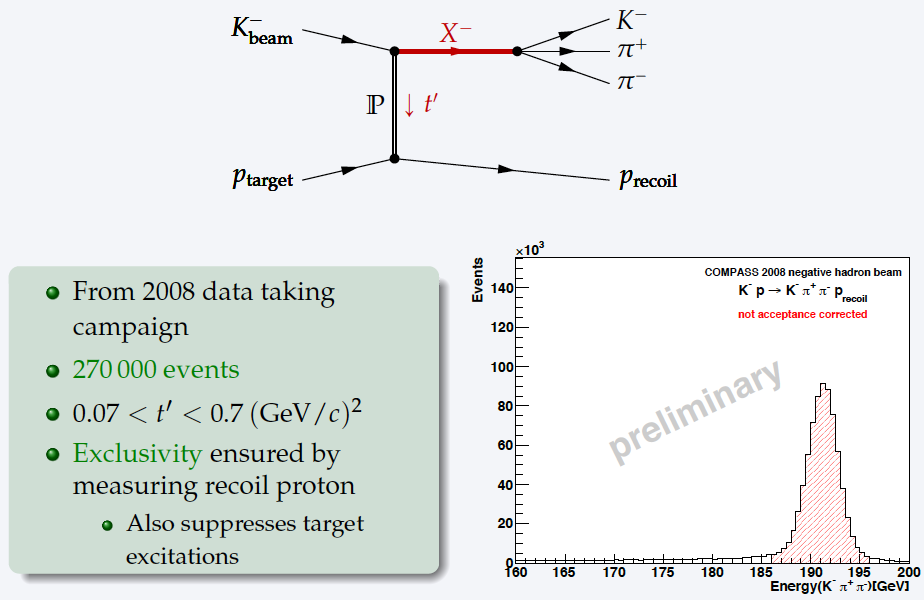 K⁻beam
X⁻
K⁻
π⁺
π⁻
ℙ ↓ t′
ptarget
precoil
From 2008 data taking
campaign
270 000 events
0.07 < t′ < 0.7 (GeV/c)²
Exclusivity ensured by
measuring recoil proton
Also suppresses target
excitations
×10³
Events
COMPASS 2008 negative hadron beam
K⁻ p → K⁻ π⁺ π⁻ precoil
not acceptance corrected
preliminary
140
120
100
80
60
40
20
0
160 165 170 175 180 185 190 195 200
Energy(K⁻ π⁺ π⁻)[GeV]